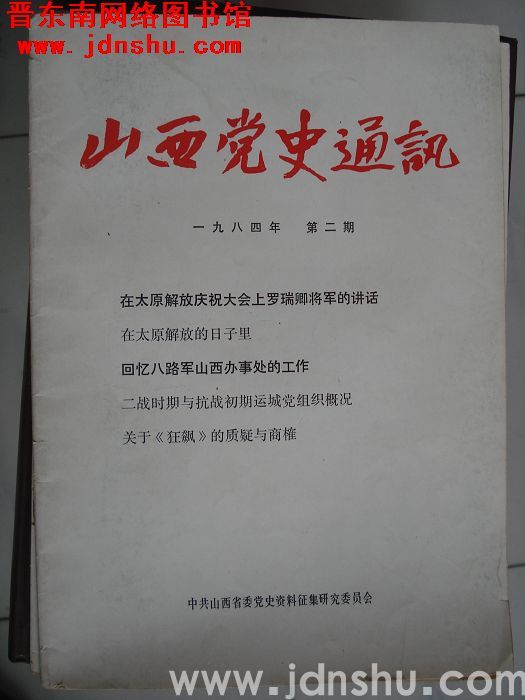 晋东南网络图书馆
www.jdnshu.com
山西党史通訊
一九八四年 第二期
在太原解放庆祝大会上罗瑞卿将军的讲话
在太原解放的日子里
回忆八路军山西办事处的工作
二战时期与抗战初期运城党组织概况
关于《狂飙》的质疑与商榷
中共山西省委党史资料征集研究委员会
www.jdnshu.com